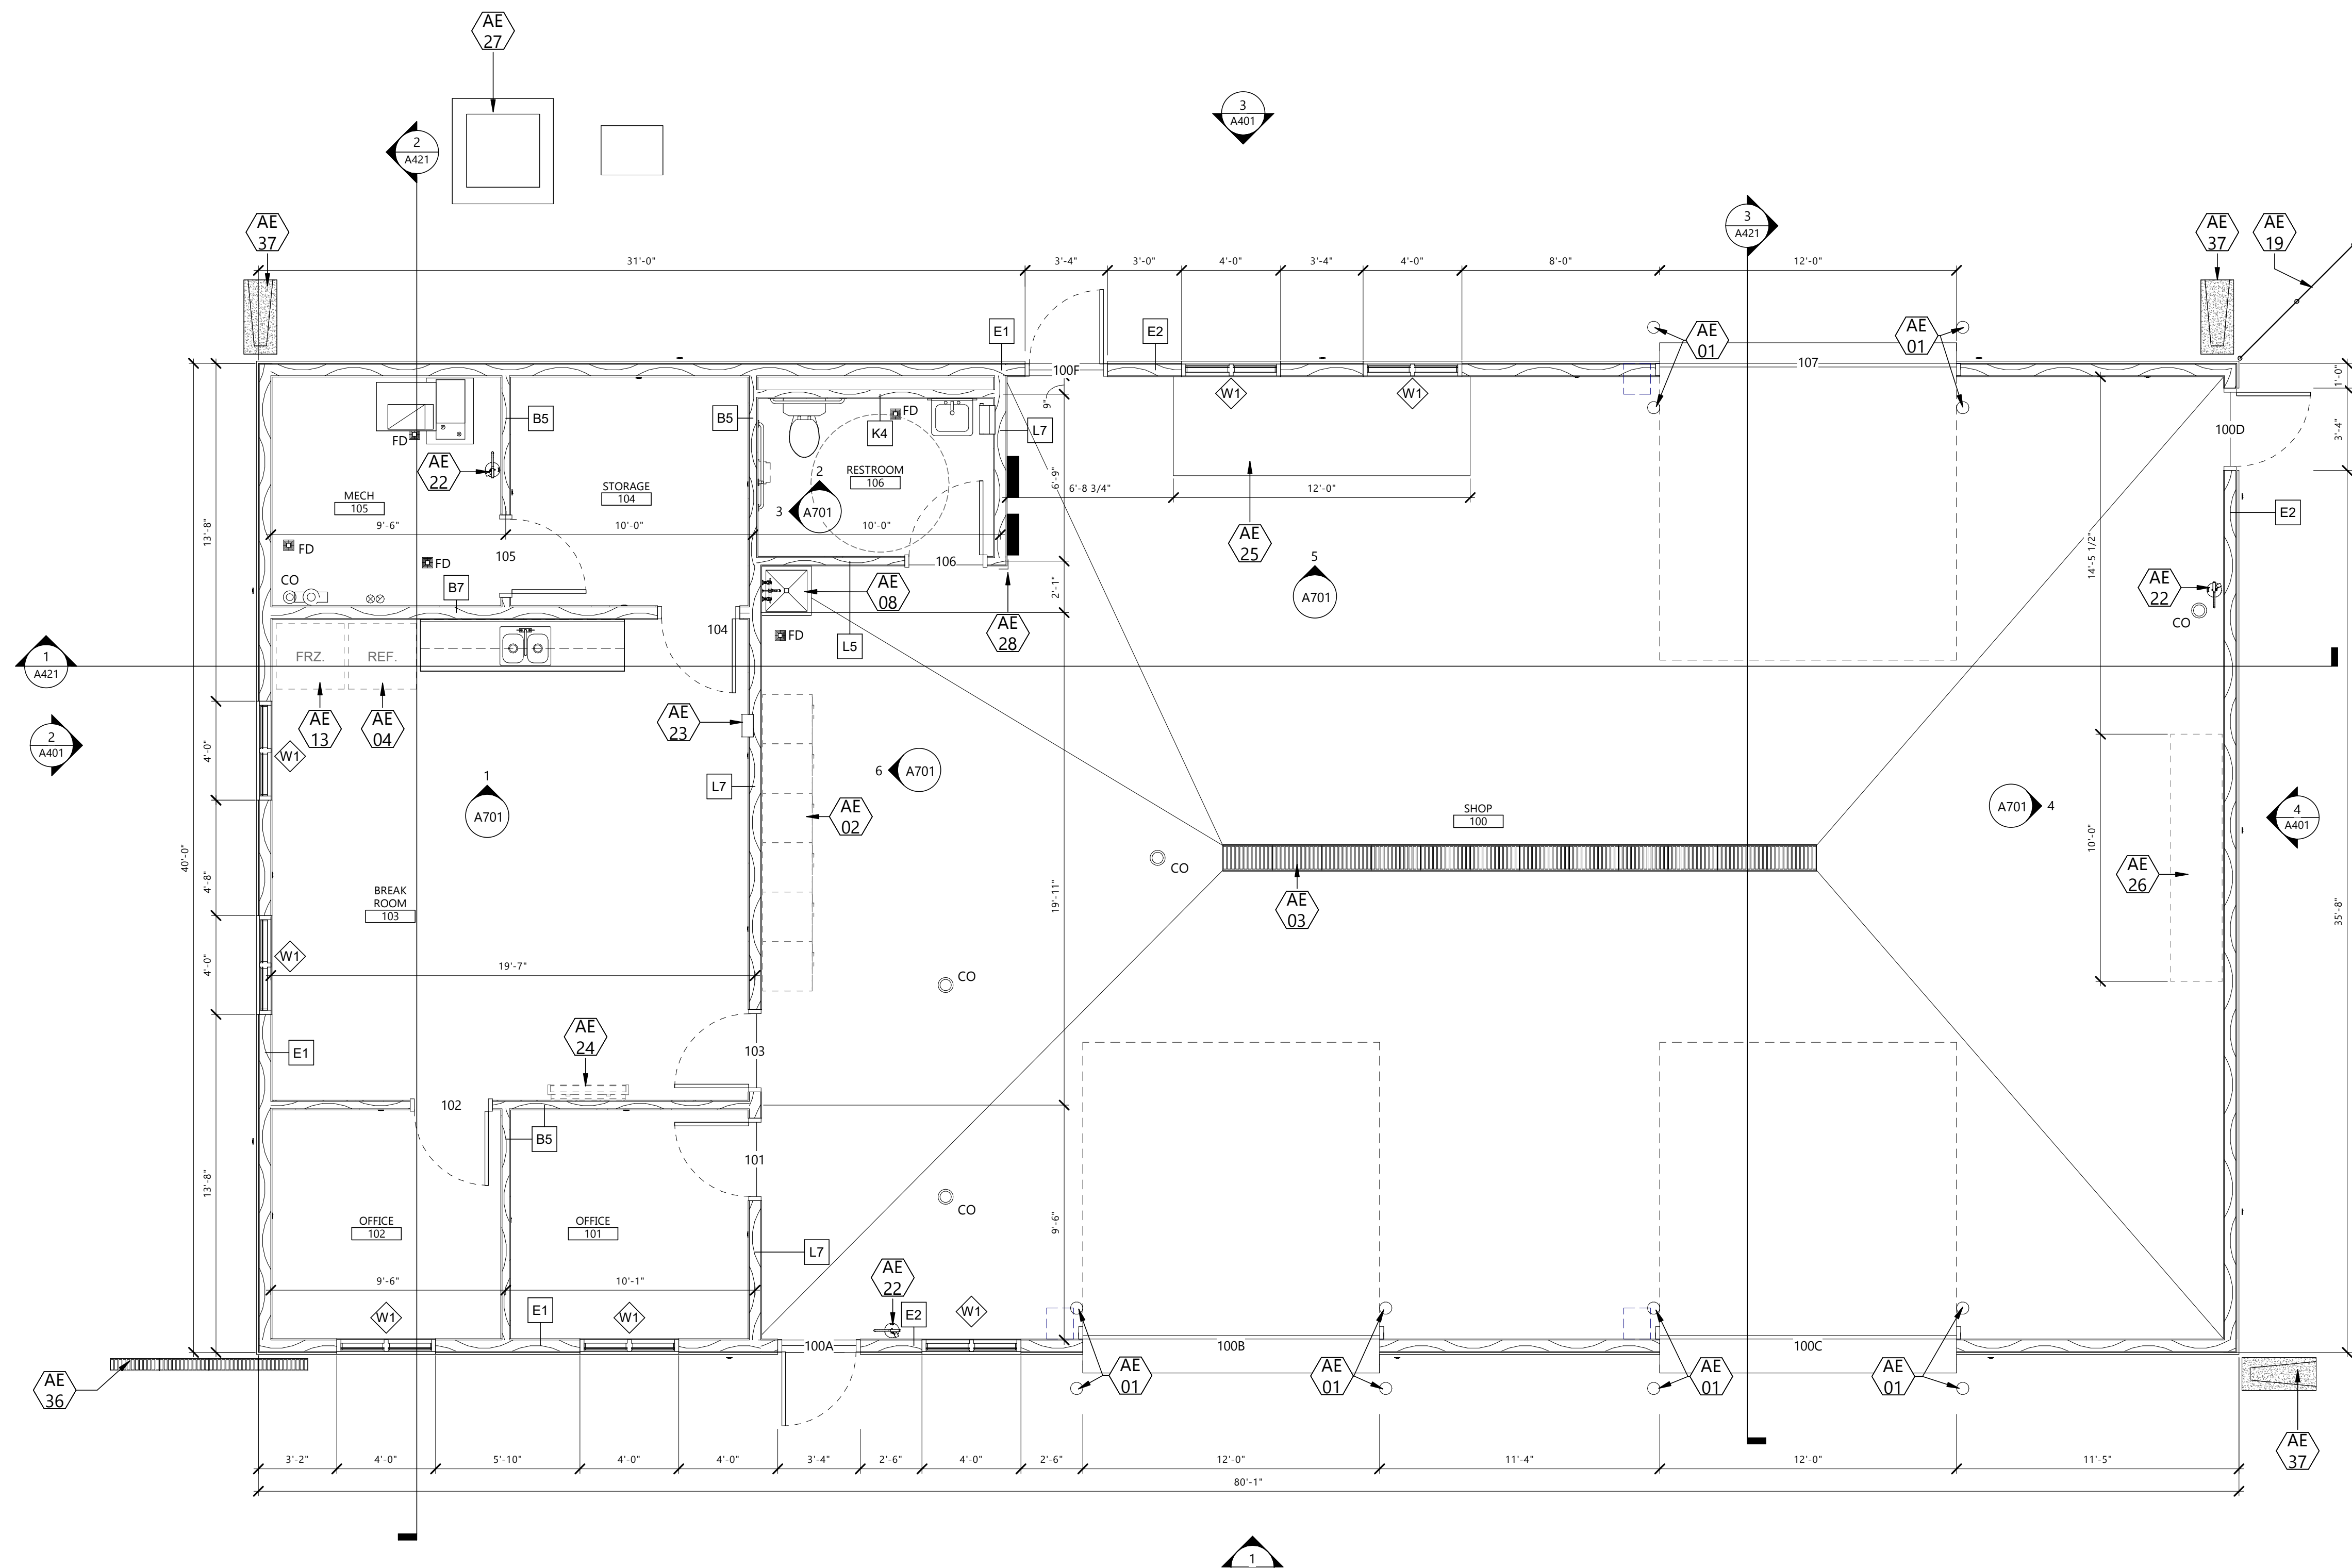 AE
27
3
A401
2
A421
AE
37
3
A421
AE
37
AE
19
31'-0"
3'-4"
3'-0"
4'-0"
3'-4"
4'-0"
8'-0"
12'-0"
E1
E2
AE
01
AE
01
100F
107
W1
W1
1'-0"
9"
B5
B5
FD
K4
L7
FD
100D
3'-4"
AE
22
2
RESTROOM
106
6'-9"
MECH
105
STORAGE
104
6'-8 3/4"
12'-0"
3
A701
E2
9'-6"
10'-0"
10'-0"
13'-8"
FD
105
FD
106
AE
25
5
14'-5 1/2"
CO
B7
AE
08
2'-1"
A701
AE
22
104
FD
L5
AE
28
CO
FRZ.
REF.
1
A421
AE
13
AE
04
AE
23
2
A401
W1
4'-0"
1
A701
L7
6
A701
AE
02
SHOP
100
A701
4
4
A401
40'-0"
10'-0"
CO
4'-8"
BREAK
ROOM
103
AE
03
AE
26
19'-11"
35'-8"
W1
4'-0"
19'-7"
CO
AE
24
E1
103
102
B5
101
13'-8"
CO
OFFICE
102
OFFICE
101
9'-6"
L7
9'-6"
10'-1"
AE
22
W1
E1
W1
E2
W1
100A
100B
100C
AE
36
AE
01
AE
01
AE
01
AE
01
AE
37
3'-2"
4'-0"
5'-10"
4'-0"
4'-0"
3'-4"
2'-6"
4'-0"
2'-6"
12'-0"
11'-4"
12'-0"
11'-5"
80'-1"
1